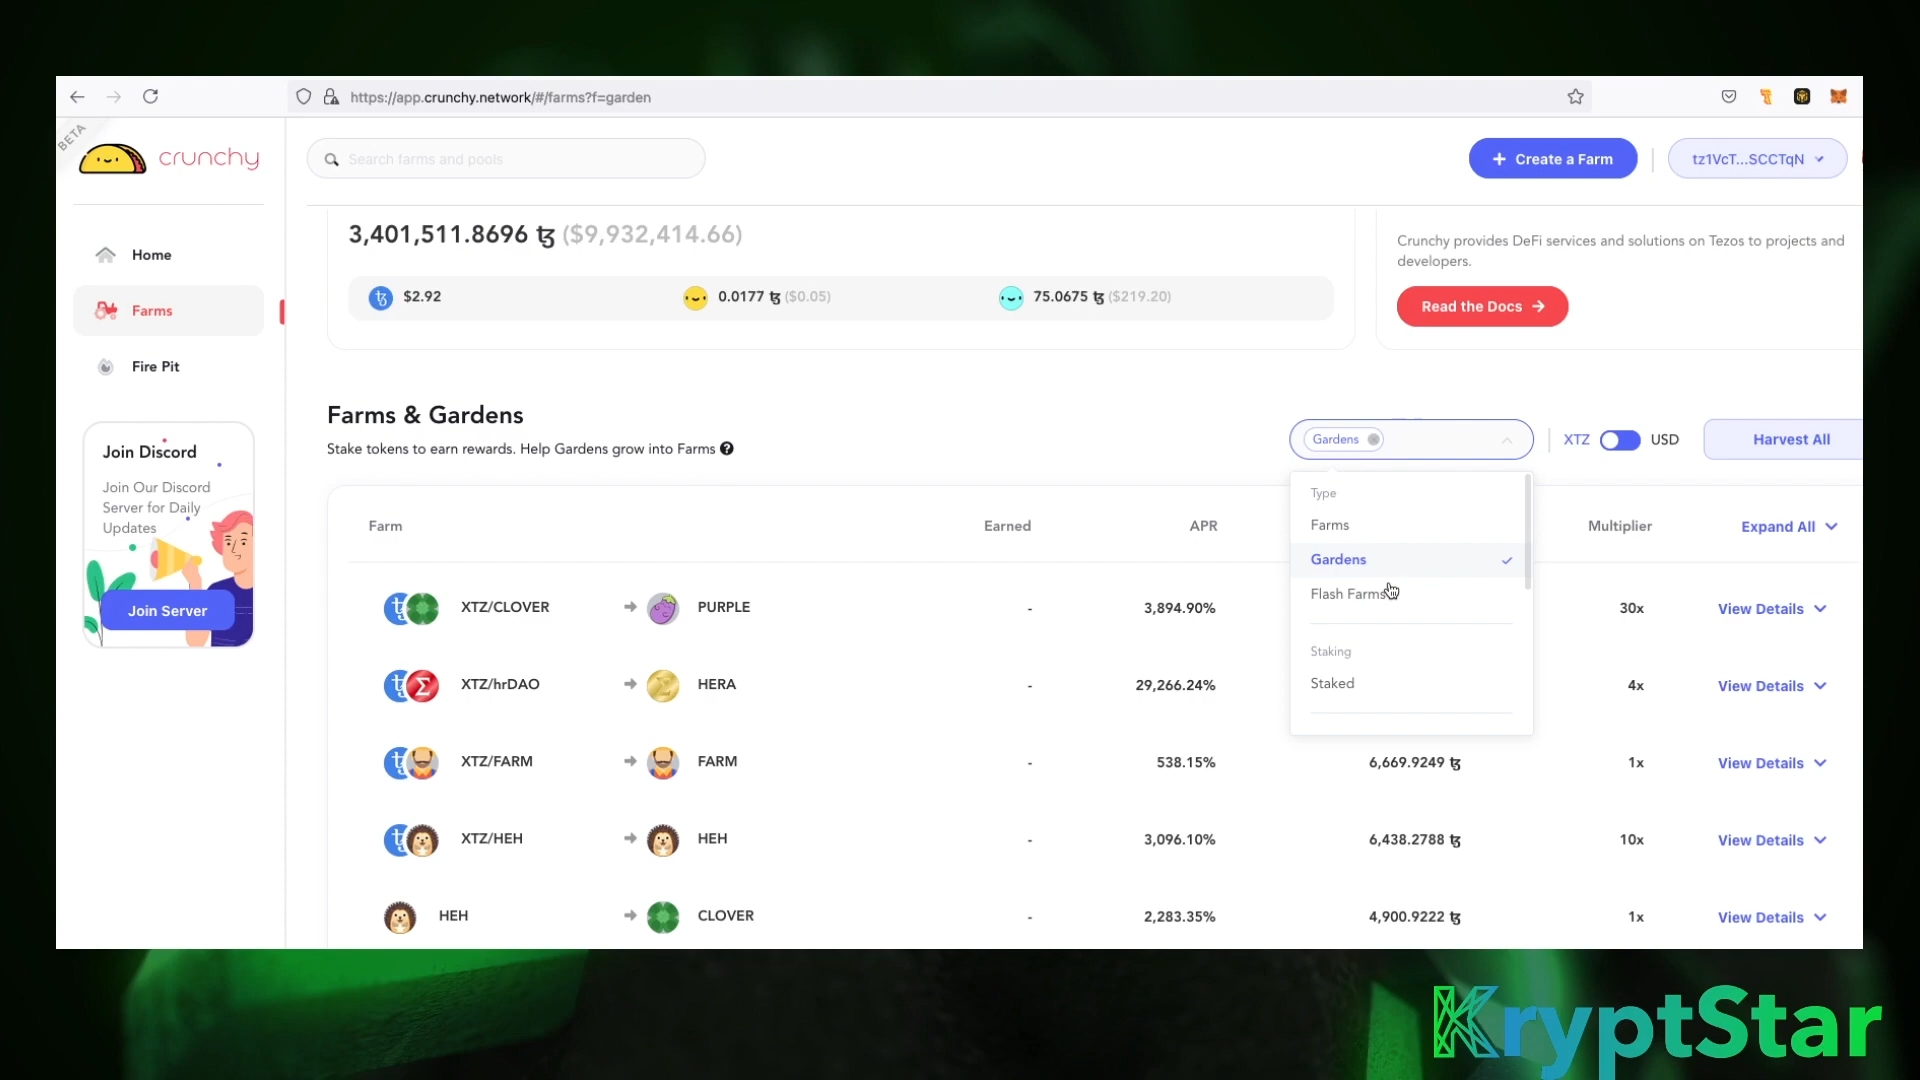 https://app.crunchy.network/#/farms?f=garden
BETA
crunchy
Search farms and pools
+ Create a Farm
tz1VcT...SCCTqN
Home
Farms
Fire Pit
Join Discord
Join Our Discord
Server for Daily
Updates
Join Server
3,401,511.8696 ꜩ ($9,932,414.66)
$2.92
0.0177 ꜩ ($0.05)
75.0675 ꜩ ($219.20)
Crunchy provides DeFi services and solutions on Tezos to projects and
developers.
Read the Docs →
Farms & Gardens
Stake tokens to earn rewards. Help Gardens grow into Farms ?
Gardens
XTZ USD
Harvest All
Type
Farms
Gardens
Flash Farms
Staking
Staked
Farm Earned APR Multiplier Expand All
XTZ/CLOVER → PURPLE - 3,894.90% 30x View Details
XTZ/hrDAO → HERA - 29,266.24% 4x View Details
XTZ/FARM → FARM - 538.15% 6,669.9249 ꜩ 1x View Details
XTZ/HEH → HEH - 3,096.10% 6,438.2788 ꜩ 10x View Details
HEH → CLOVER - 2,283.35% 4,900.9222 ꜩ 1x View Details
KryptStar